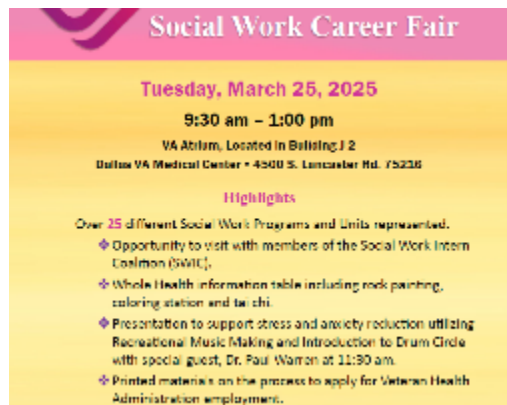 Social Work Career Fair
Tuesday, March 25, 2025
9:30 am – 1:00 pm
VA Atrium, Located in Building J 2
Dallas VA Medical Center • 4500 S. Lancaster Rd. 75216
Highlights
Over 25 different Social Work Programs and Units represented.
❖ Opportunity to visit with members of the Social Work Intern
Coalition (SWIC).
❖ Whole Health information table including rock painting,
coloring station and tai chi.
❖ Presentation to support stress and anxiety reduction utilizing
Recreational Music Making and Introduction to Drum Circle
with special guest, Dr. Paul Warren at 11:30 am.
❖ Printed materials on the process to apply for Veteran Health
Administration employment.